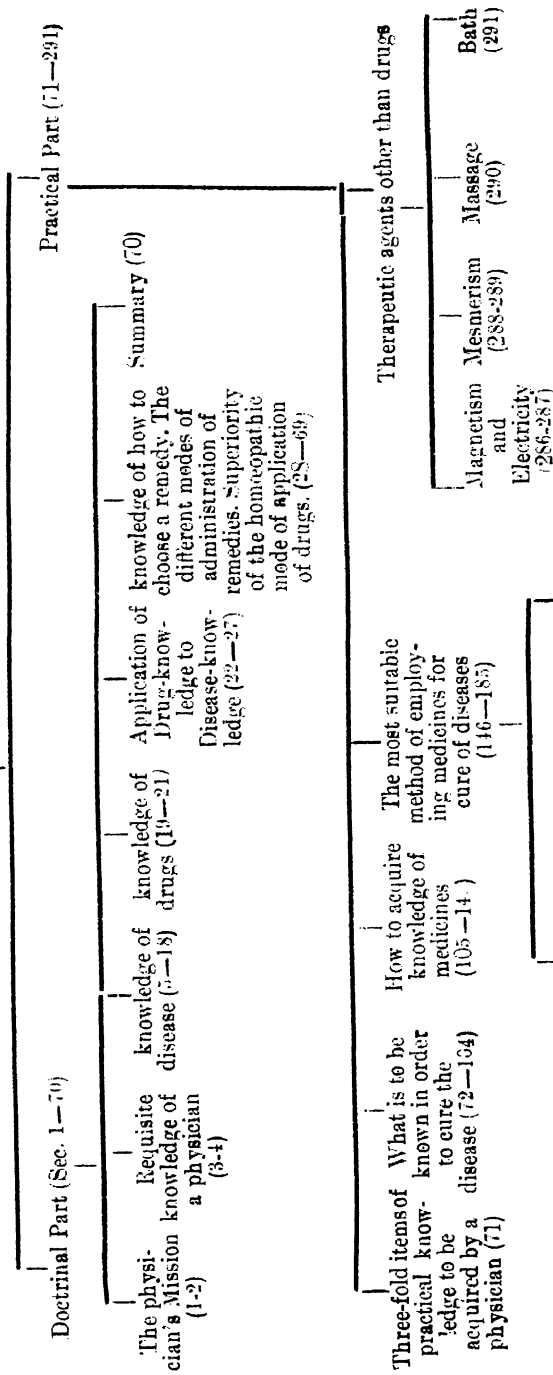 Doctrinal Part (Sec. 1—70)
Practical Part (71—291)
The physi-
cian's Mission
(1-2)
Requisite
knowledge of
a physician
(3-4)
knowledge of
disease (5—18)
knowledge of
drugs (19—21)
Application of
Drug-know-
ledge to
Disease-know-
ledge (22—27)
knowledge of how to
choose a remedy. The
different modes of
administration of
remedies. Superiority
of the homœopathic
mode of application
of drugs. (28—69)
Summary (70)
Three-fold items of
practical know-
ledge to be
acquired by a
physician (71)
What is to be
known in order
to cure the
disease (72—104)
How to acquire
knowledge of
medicines
The most suitable
method of employ-
ing medicines for
cure of diseases
(146—185)
Therapeutic agents other than drugs
Magnetism
and
Electricity
(286-287)
Mesmerism
(288-289)
Massage
(290)
Bath
(291)